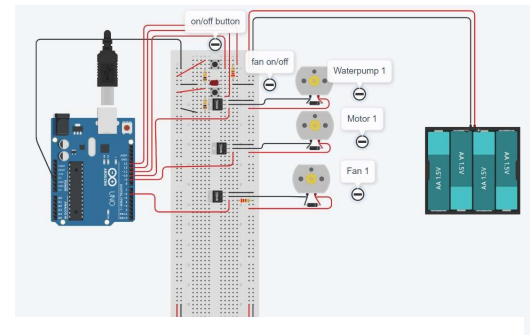 on/off button
fan on/off
Waterpump 1
Motor 1
Fan 1
AA 1.5V
AA 1.5V
AA 1.5V
AA 1.5V
UNO